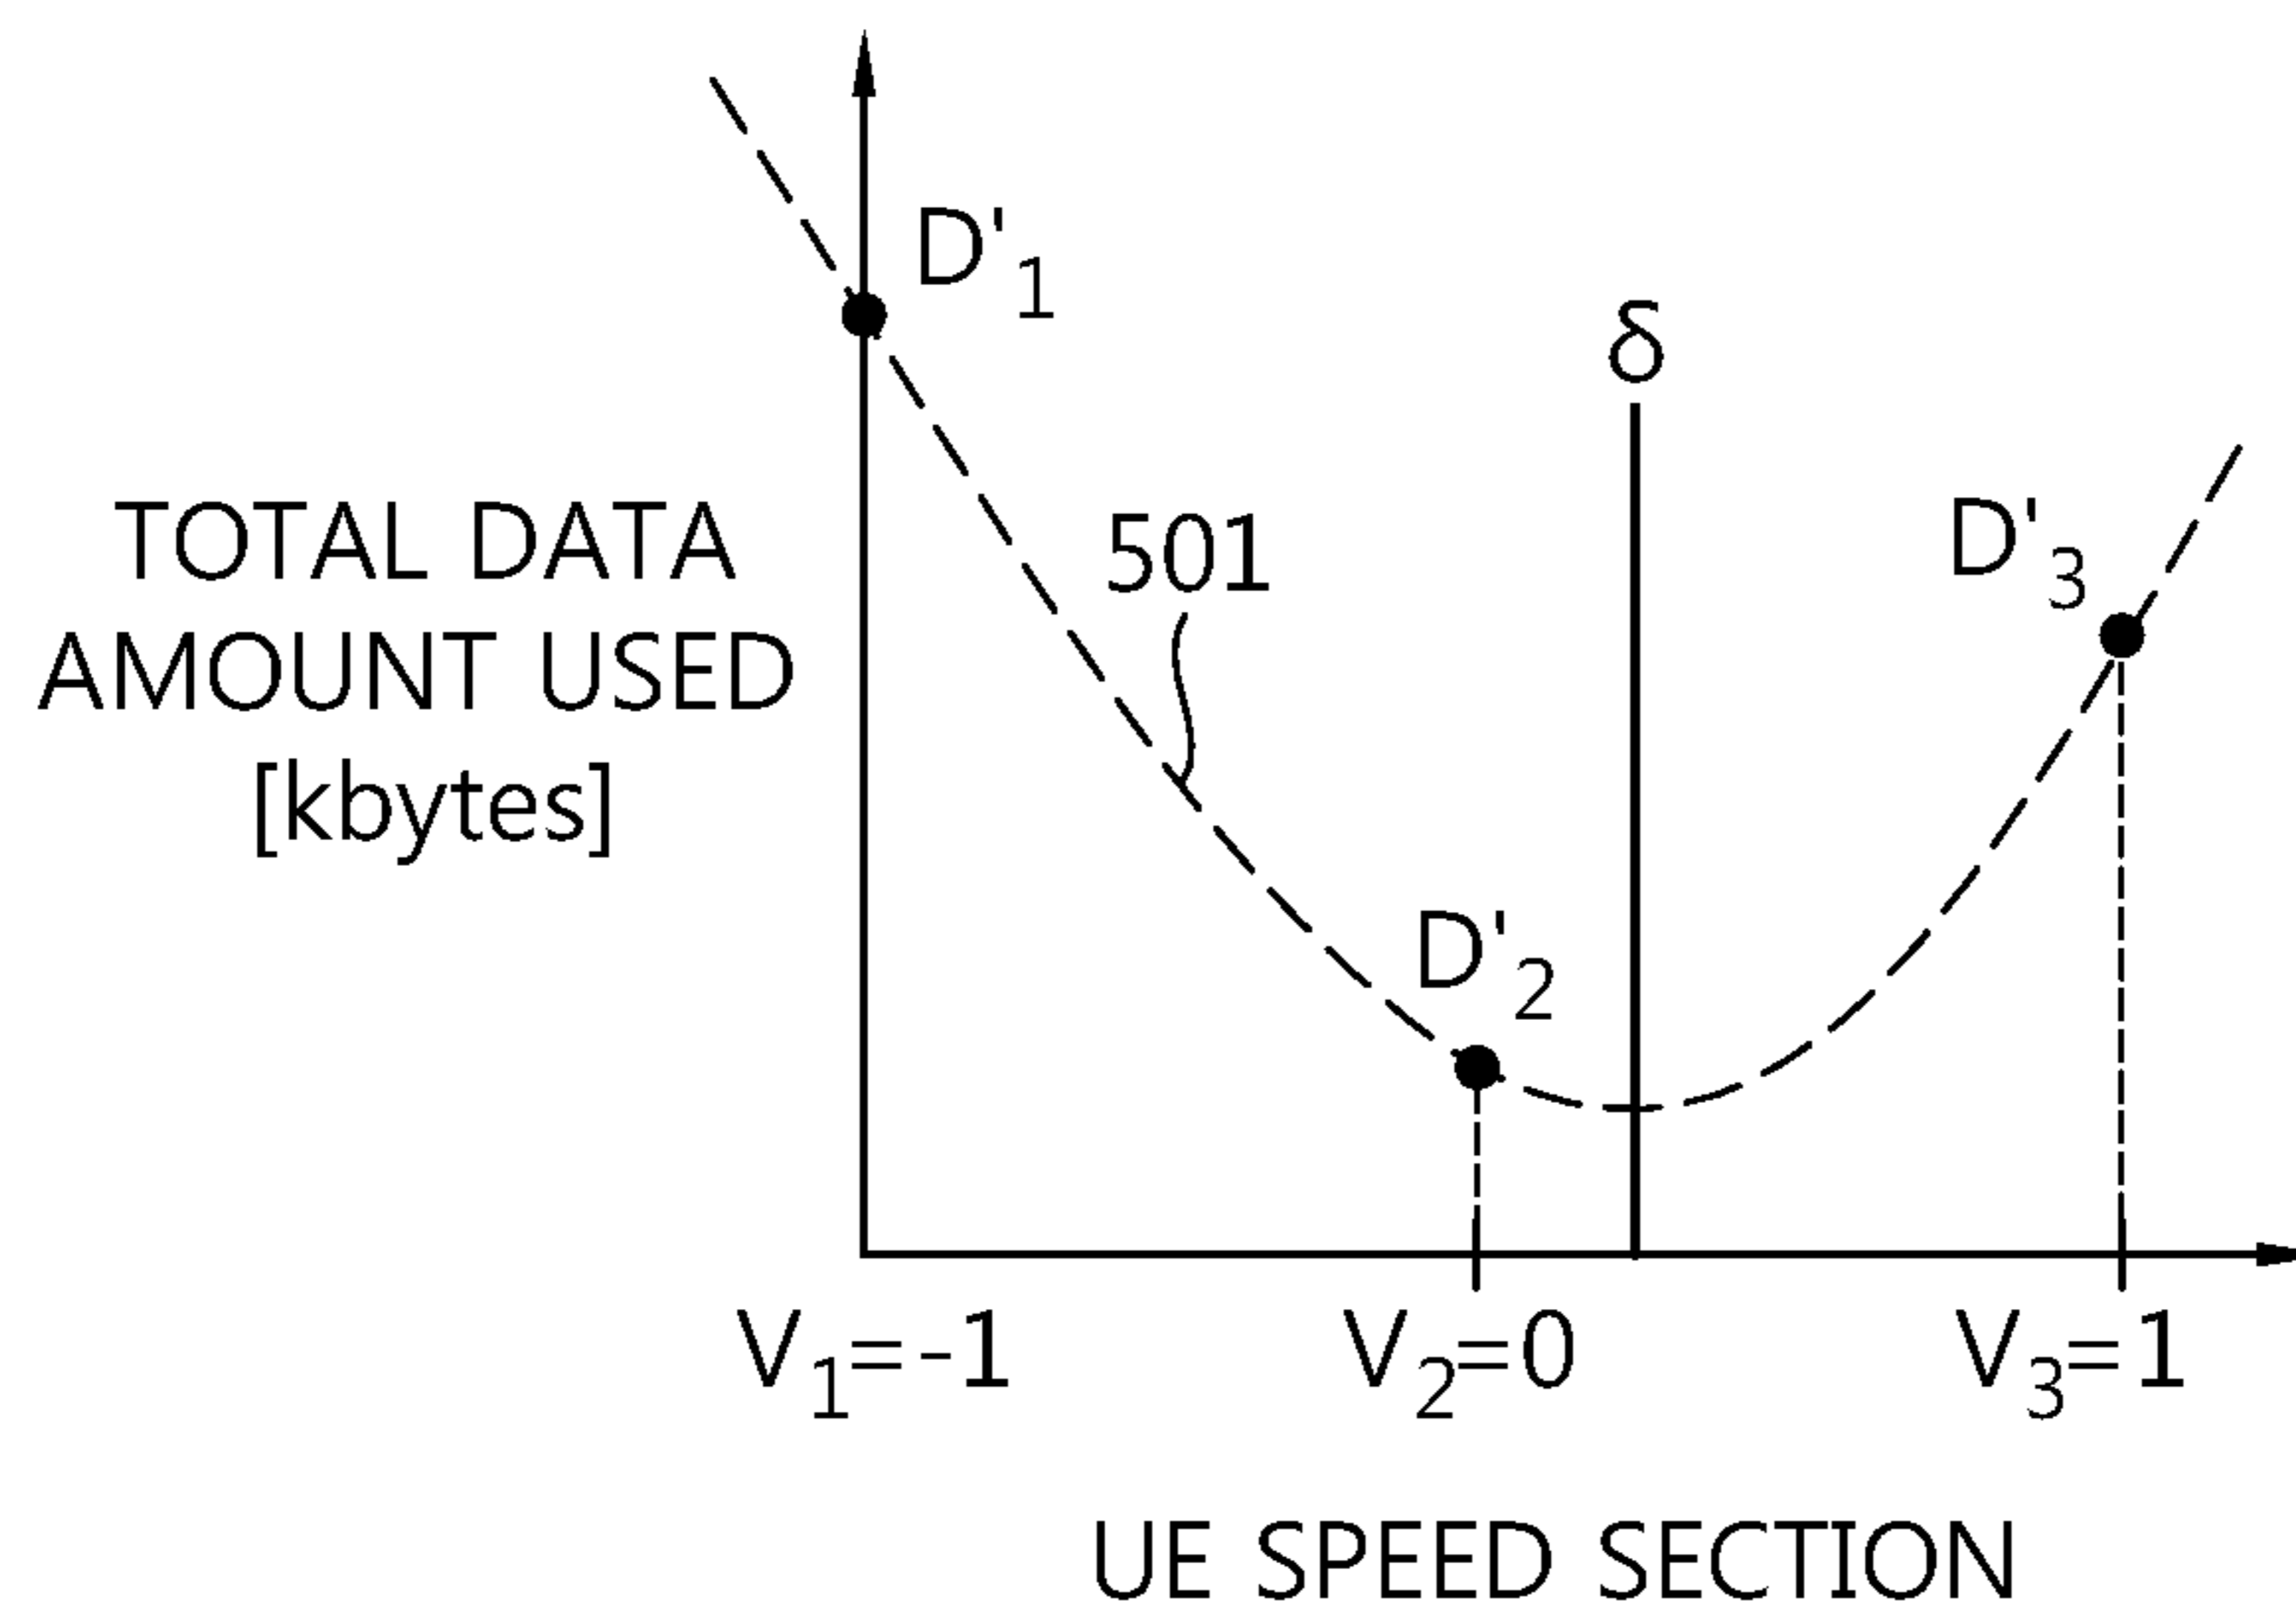 D'1
δ
TOTAL DATA
AMOUNT USED
[kbytes]
501
D'3
D'2
V1=-1
V2=0
V3=1
UE SPEED SECTION